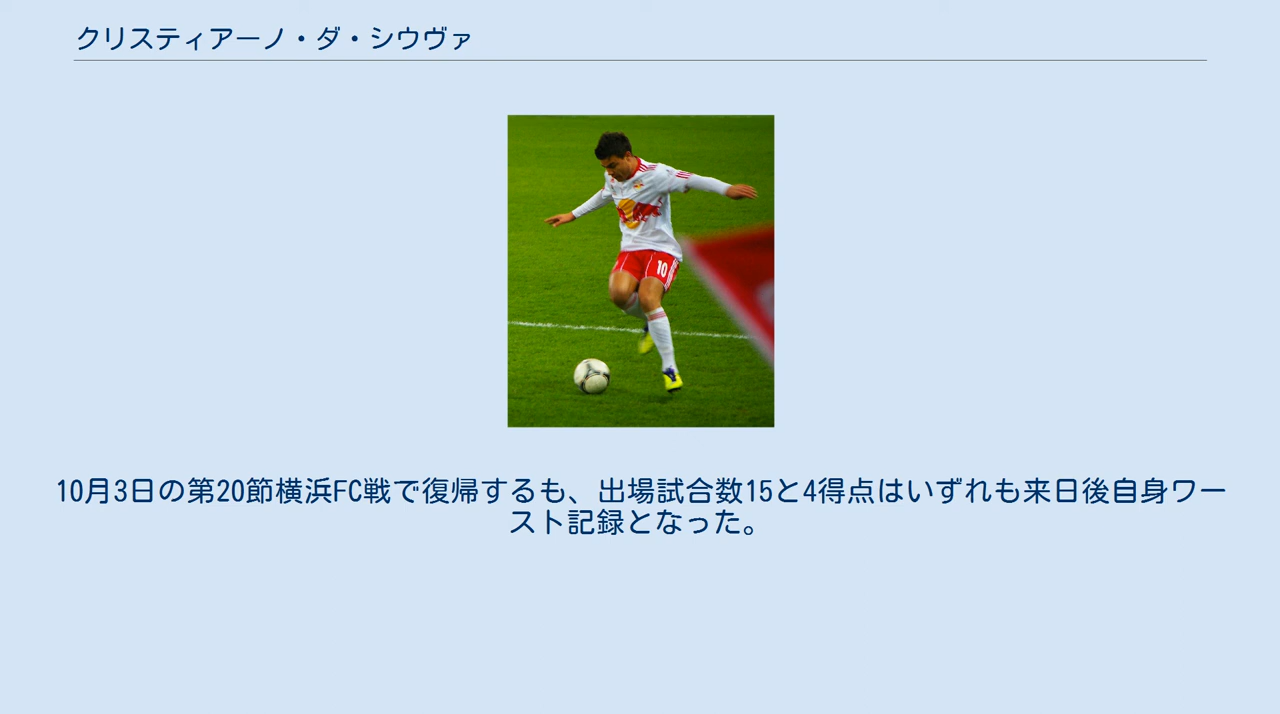 クリスティアーノ・ダ・シウヴァ
10
10月3日の第20節横浜FC戦で復帰するも、出場試合数15と4得点はいずれも来日後自身ワー
スト記録となった。